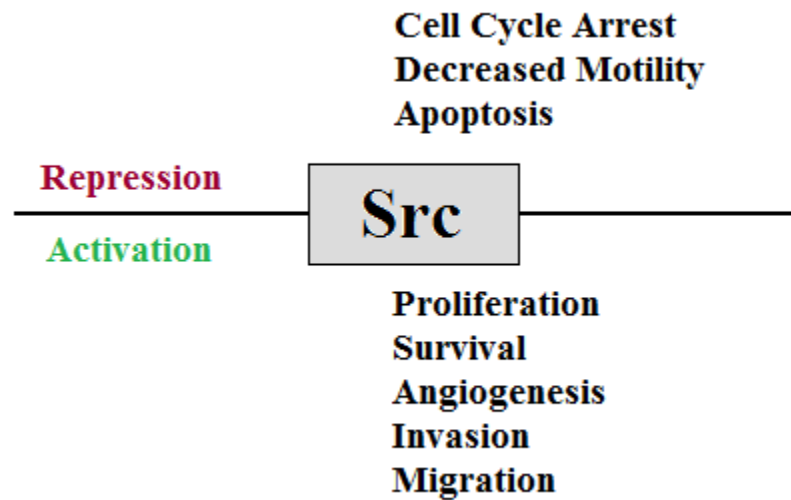 Cell Cycle Arrest
Decreased Motility
Apoptosis
Repression
Src
Activation
Proliferation
Survival
Angiogenesis
Invasion
Migration